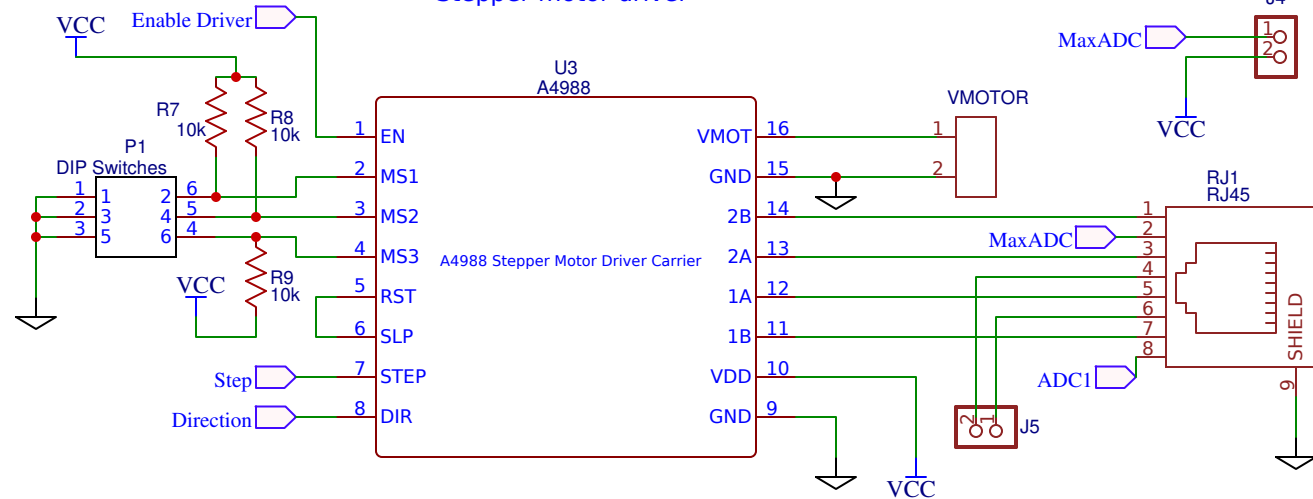 Stepper motor driver
J4
VCC
Enable Driver
MaxADC
1
2
VCC
R7
10k
R8
10k
U3
A4988
VMOTOR
1
2
P1
DIP Switches
1 1 2 6
2 3 4 5
3 5 6 4
VCC
R9
10k
1 EN
2 MS1
3 MS2
4 MS3
5 RST
6 SLP
7 STEP
8 DIR
A4988 Stepper Motor Driver Carrier
VMOT 16
GND 15
2B 14
2A 13
1A 12
1B 11
VDD 10
GND 9
Step
Direction
RJ1
RJ45
1
2
3
4
5
6
7
8
SHIELD
9
MaxADC
ADC1
2 1
J5
VCC